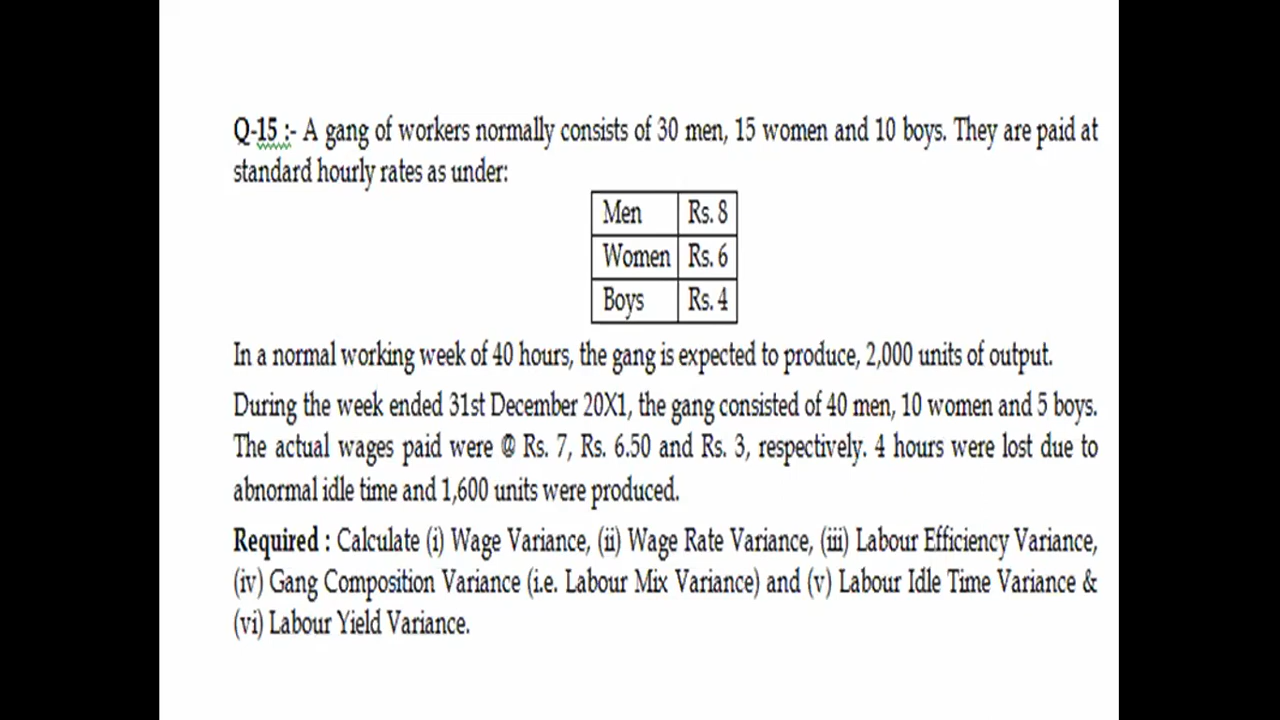 Q-15 :- A gang of workers normally consists of 30 men, 15 women and 10 boys. They are paid at
standard hourly rates as under:
Men Rs. 8
Women Rs. 6
Boys Rs. 4
In a normal working week of 40 hours, the gang is expected to produce, 2,000 units of output.
During the week ended 31st December 20X1, the gang consisted of 40 men, 10 women and 5 boys.
The actual wages paid were @ Rs. 7, Rs. 6.50 and Rs. 3, respectively. 4 hours were lost due to
abnormal idle time and 1,600 units were produced.
Required : Calculate (i) Wage Variance, (ii) Wage Rate Variance, (iii) Labour Efficiency Variance,
(iv) Gang Composition Variance (i.e. Labour Mix Variance) and (v) Labour Idle Time Variance &
(vi) Labour Yield Variance.